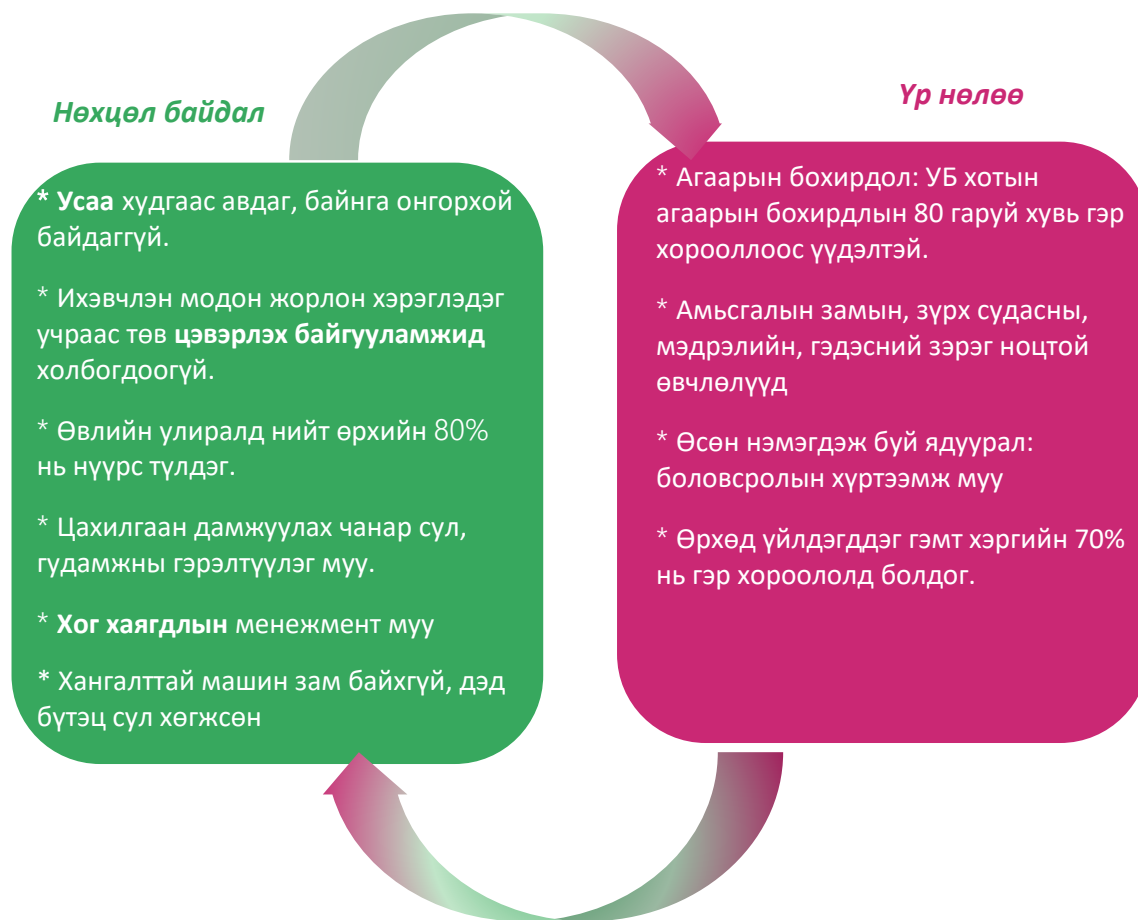 Нөхцөл байдал
* Усаа худгаас авдаг, байнга онгорхой
байдаггүй.
* Ихэвчлэн модон жорлон хэрэглэдэг
учраас төв цэвэрлэх байгууламжид
холбогдоогүй.
* Өвлийн улиралд нийт өрхийн 80%
нь нүүрс түлдэг.
* Цахилгаан дамжуулах чанар сул,
гудамжны гэрэлтүүлэг муу.
* Хог хаягдлын менежмент муу
* Хангалттай машин зам байхгүй, дэд
бүтэц сул хөгжсөн
Үр нөлөө
* Агаарын бохирдол: УБ хотын
агаарын бохирдлын 80 гаруй хувь гэр
хорооллоос үүдэлтэй.
* Амьсгалын замын, зүрх судасны,
мэдрэлийн, гэдэсний зэрэг ноцтой
өвчлөлүүд
* Өсөн нэмэгдэж буй ядуурал:
боловсролын хүртээмж муу
* Өрхөд үйлдэгддэг гэмт хэргийн 70%
нь гэр хороололд болдог.